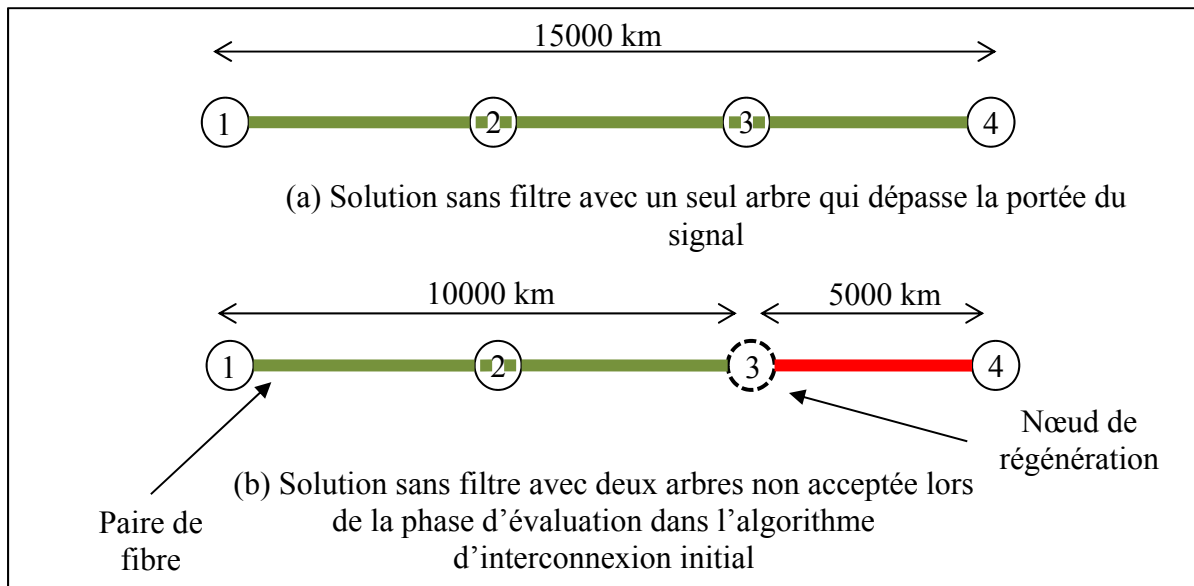 15000 km
1 2 3 4
(a) Solution sans filtre avec un seul arbre qui dépasse la portée du
signal
10000 km 5000 km
1 2 3 4
Nœud de
régénération
(b) Solution sans filtre avec deux arbres non acceptée lors
de la phase d'évaluation dans l'algorithme
d'interconnexion initial
Paire de
fibre